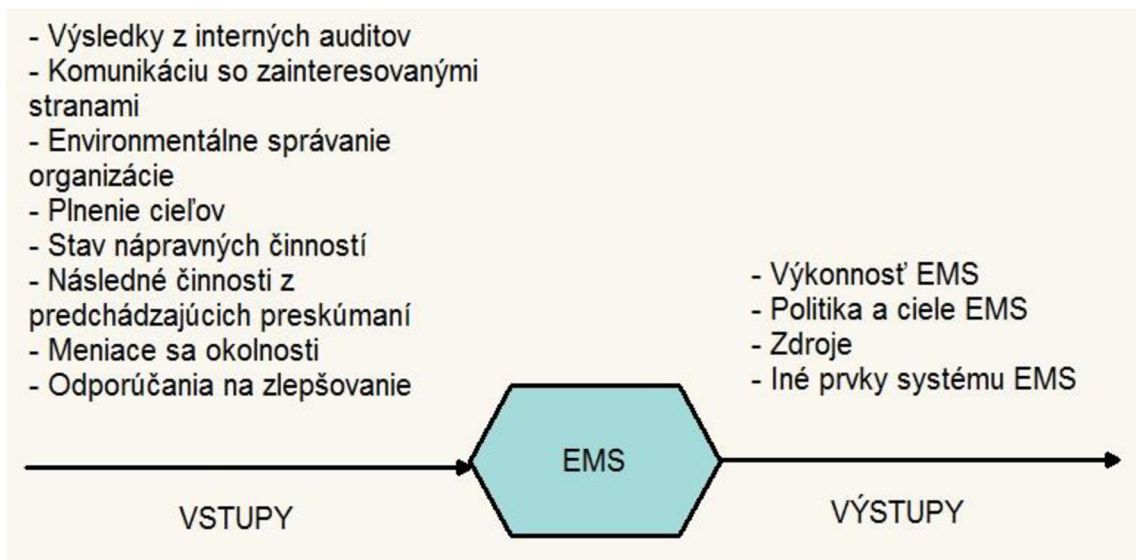 - Výsledky z interných auditov
- Komunikáciu so zainteresovanými
stranami
- Environmentálne správanie
organizácie
- Plnenie cieľov
- Stav nápravných činností
- Následné činnosti z
predchádzajúcich preskúmaní
- Meniace sa okolnosti
- Odporúčania na zlepšovanie
- Výkonnosť EMS
- Politika a ciele EMS
- Zdroje
- Iné prvky systému EMS
EMS
VSTUPY
VÝSTUPY